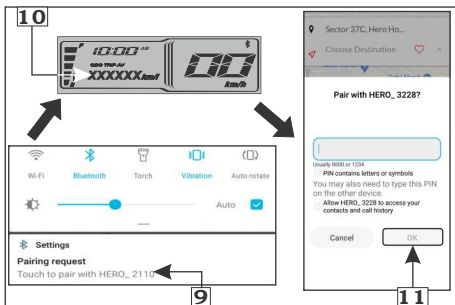 10
10:00 AM
ODO TRIP AV
XXXXXX km/l
00
km/h
Wi-Fi
Bluetooth
Torch
Vibration
Auto-rotate
Auto
Settings
Pairing request
Touch to pair with HERO_ 2110
9
Sector 37C, Hero Ho...
Choose Destination
Pair with HERO_ 3228?
Usually 0000 or 1234
PIN contains letters or symbols
You may also need to type this PIN
on the other device.
Allow HERO_ 3228 to access your
contacts and call history
Cancel
OK
11